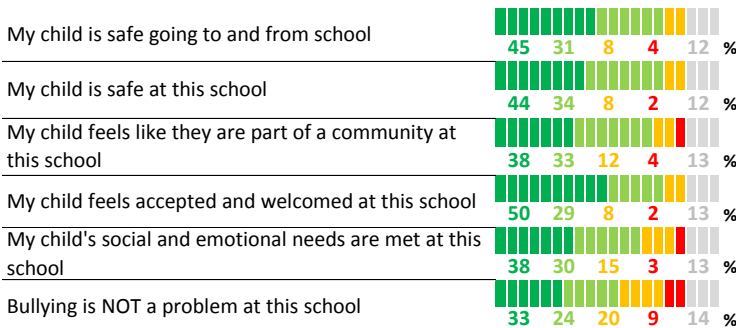 My child is safe going to and from school
45 31 8 4 12 %
My child is safe at this school
44 34 8 2 12 %
My child feels like they are part of a community at
this school
38 33 12 4 13 %
My child feels accepted and welcomed at this school
50 29 8 2 13 %
My child's social and emotional needs are met at this
school
38 30 15 3 13 %
Bullying is NOT a problem at this school
33 24 20 9 14 %